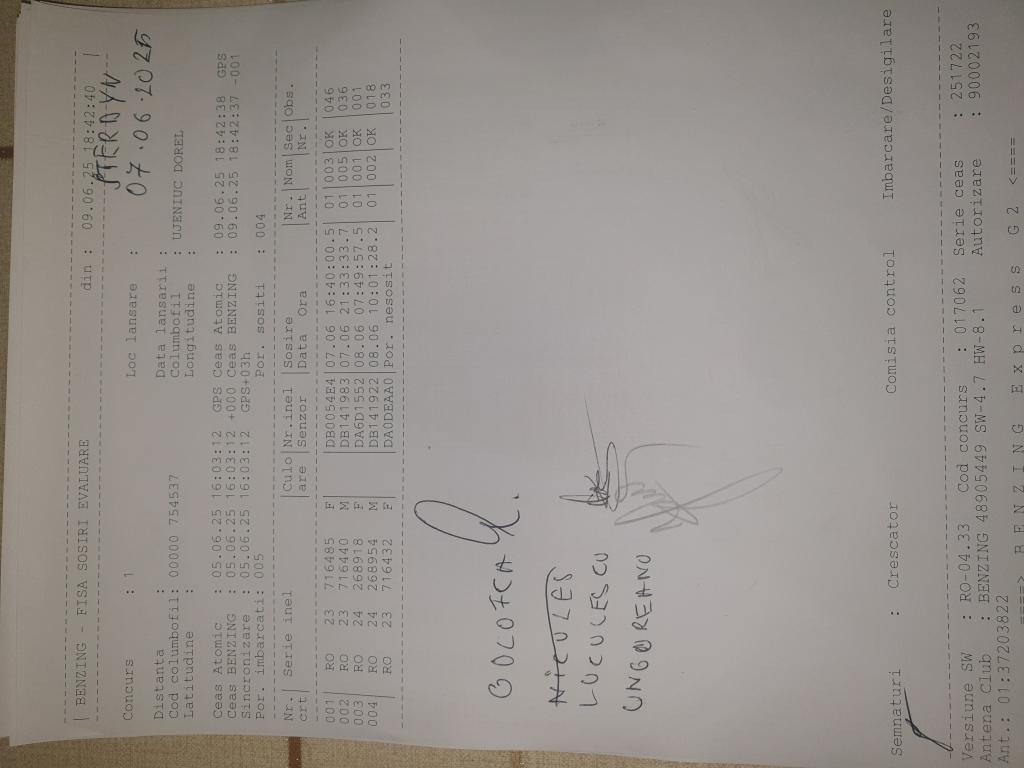 | BENZING - FISA SOSIRI EVALUARE din : 09.06.25 18:42:40 |
Concurs : 1 Loc lansare :
07.06.2025
Distanta : Data lansarii :
Cod columbofil: 00000 754537 Columbofil : UJENIUC DOREL
Latitudine : Longitudine :
Ceas Atomic : 05.06.25 16:03:12 GPS Ceas Atomic : 09.06.25 18:42:38 GPS
Ceas BENZING : 05.06.25 16:03:12 +000 Ceas BENZING : 09.06.25 18:42:37 -001
Sincronizare : 05.06.25 16:03:12 GPS+03h
Por. imbarcati: 005 Por. sositi : 004
Nr| Serie inel |Culo|Nr.inel |Sosire |Nr.|Nom|Sec|Obs.
crt| |are |Senzor |Data Ora |Ant| |Nr.|
001| RO 23 716485 F |DB0054E4|07.06 16:40:00.5| 01|003|OK |046
002| RO 23 716440 M |DB141983|07.06 21:33:33.7| 01|005|OK |036
003| RO 24 268918 F |DA6D1552|08.06 07:49:57.5| 01|001|OK |001
004| RO 24 268954 M |DB141922|08.06 10:01:28.2| 01|002|OK |018
| RO 23 716432 F |DA0DEAA0|Por. nesosit |033
BOLOFCA
NICULES
LUCULESCU
UNGUREANU
Semnaturi : Crescator Comisia control Imbarcare/Desigilare
Versiune SW : RO-04.33 Cod concurs : 017062 Serie ceas : 251722
Antena Club : BENZING 48905449 SW-4.7 HW-8.1 Autorizare : 90002193
Ant.: 01:37203822
====> BENZING Express G2 <====